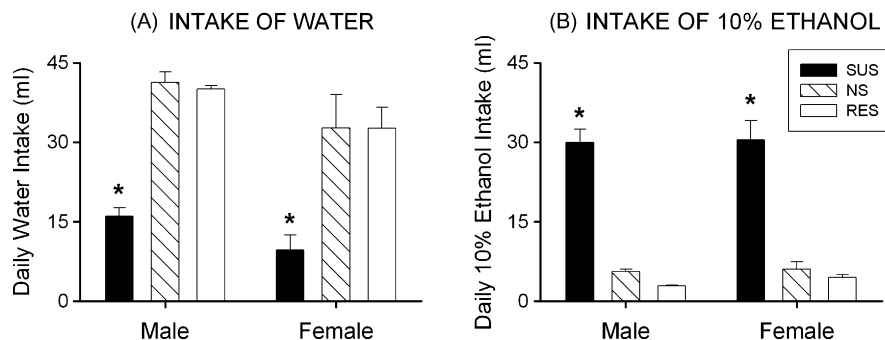 (A) INTAKE OF WATER
Daily Water Intake (ml)
45
30
15
0
*
*
Male
Female
(B) INTAKE OF 10% ETHANOL
Daily 10% Ethanol Intake (ml)
45
30
15
0
*
*
SUS
NS
RES
Male
Female